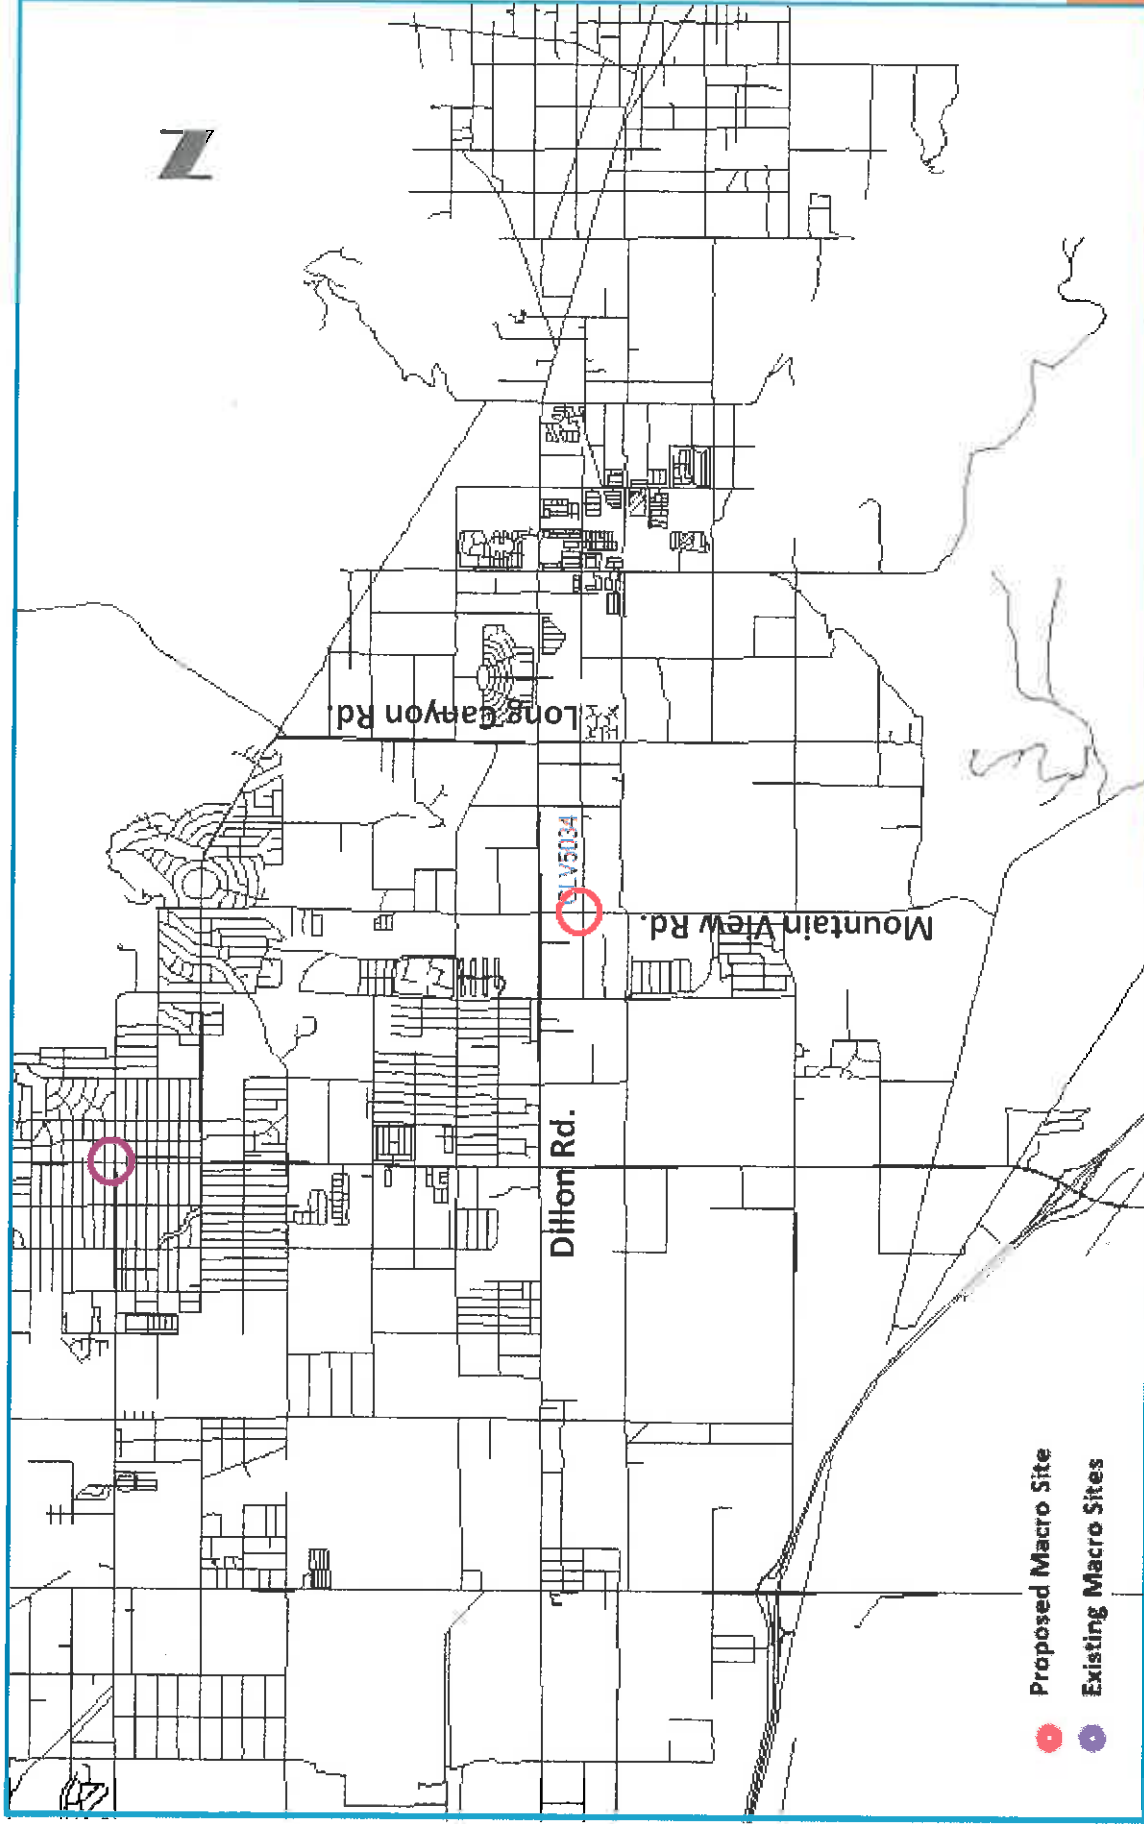 Long Canyon Rd.
CLV5034
Mountain View Rd.
Dillon Rd.
Proposed Macro Site
Existing Macro Sites